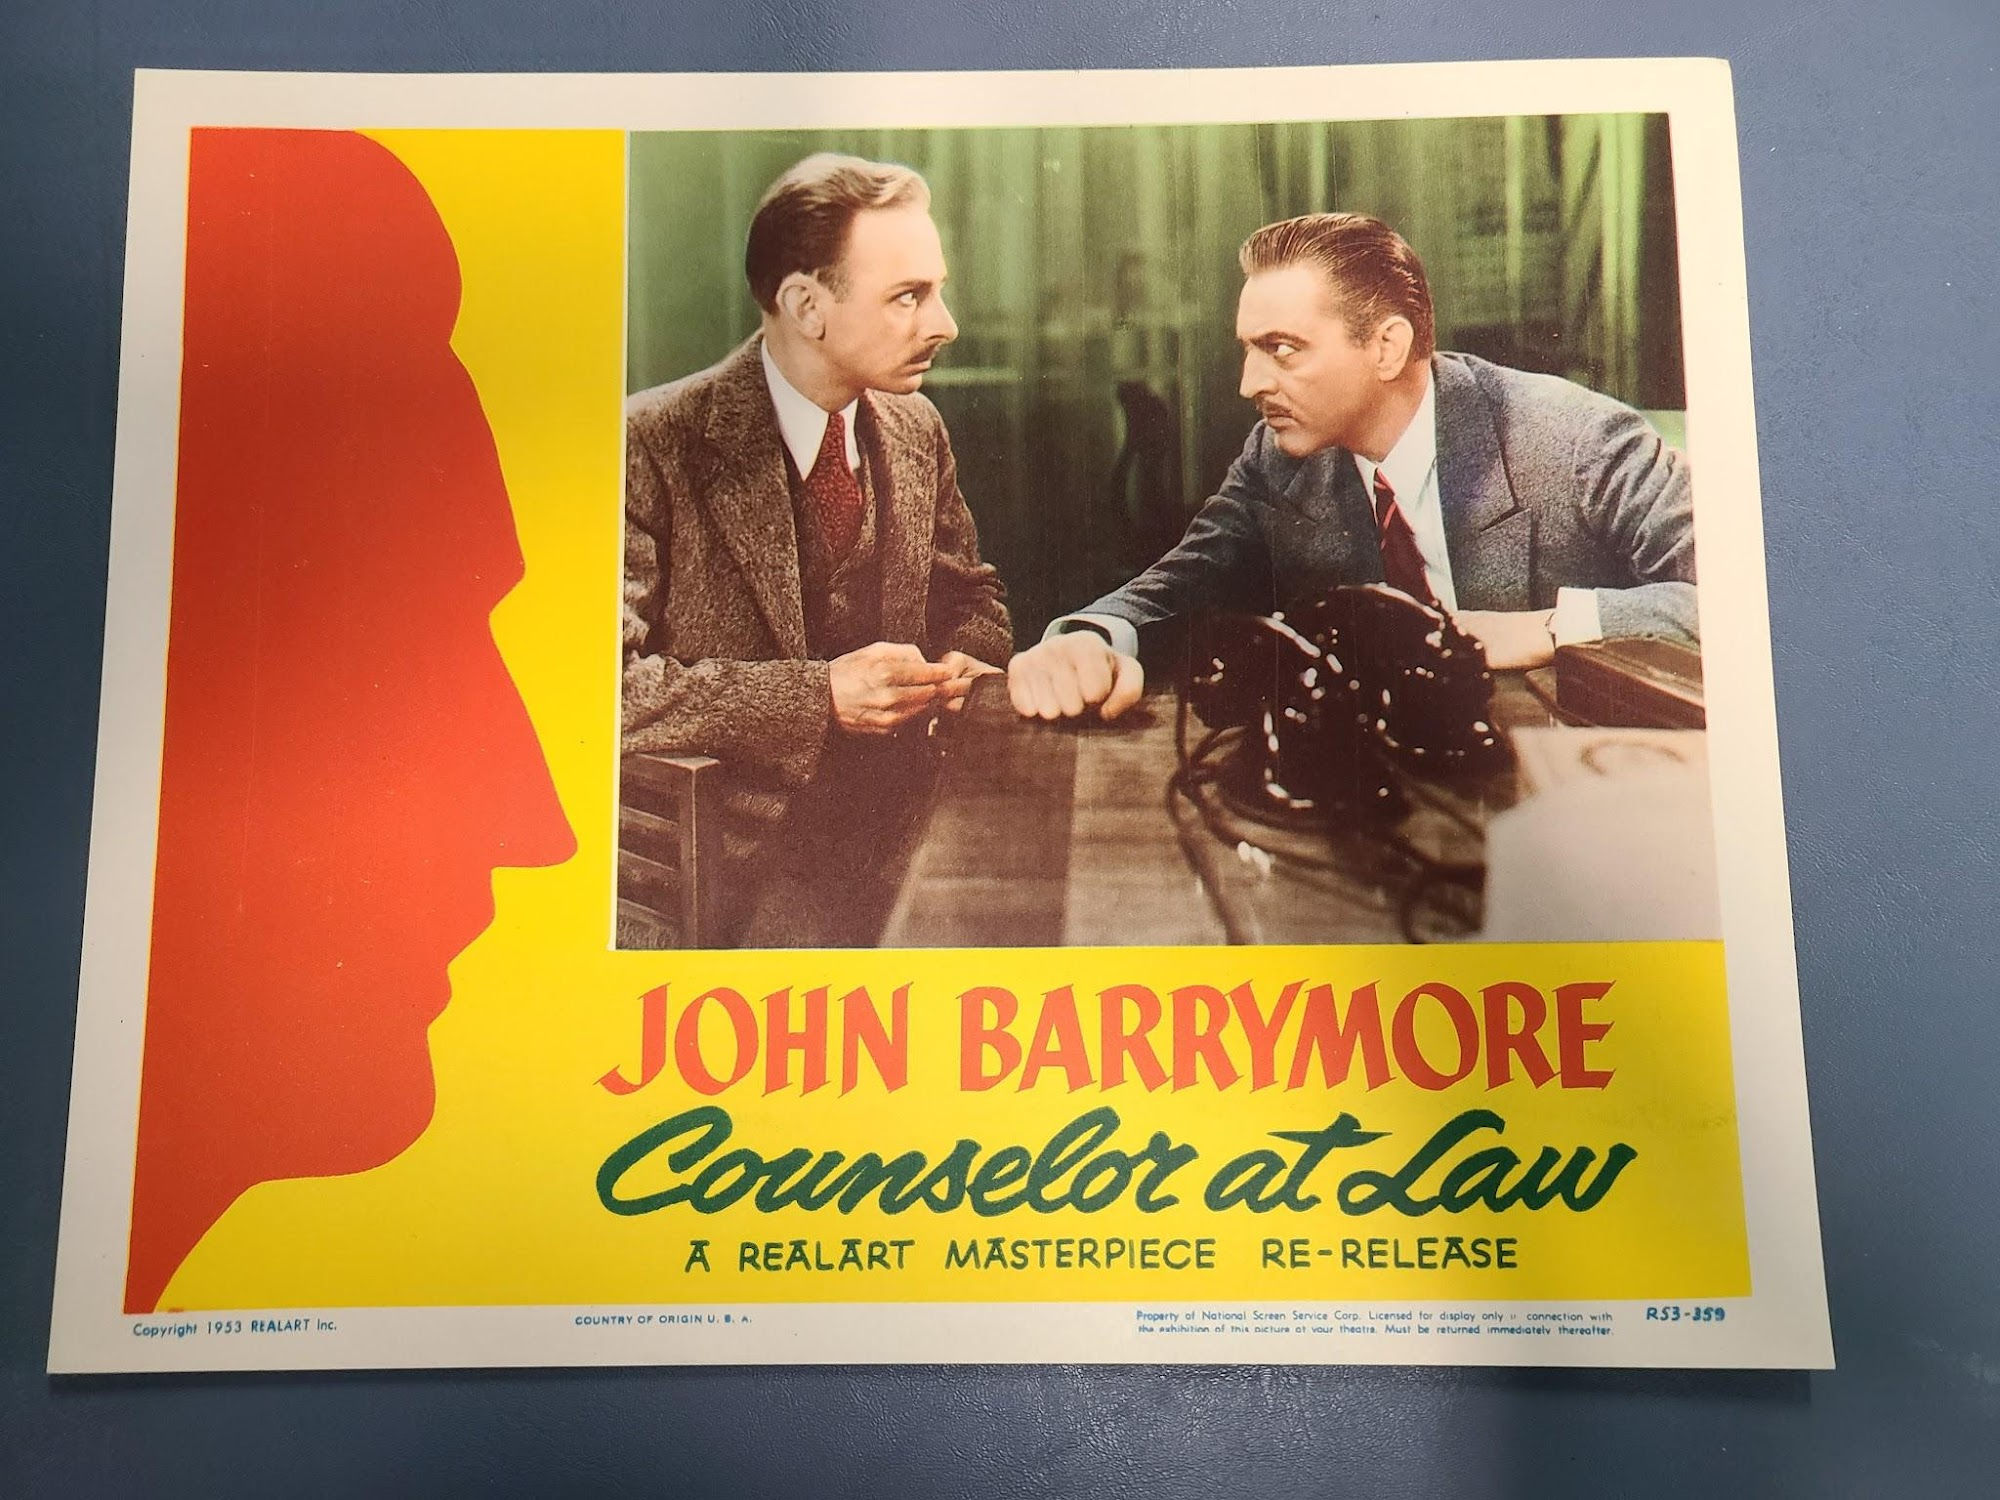 JOHN BARRYMORE
Counselor at Law
A REALART MASTERPIECE RE-RELEASE
Copyright 1953 REALART Inc.
COUNTRY OF ORIGIN U. S. A.
Property of National Screen Service Corp. Licensed for display only in connection with
the exhibition of this picture at your theatre. Must be returned immediately thereafter.
R53-359